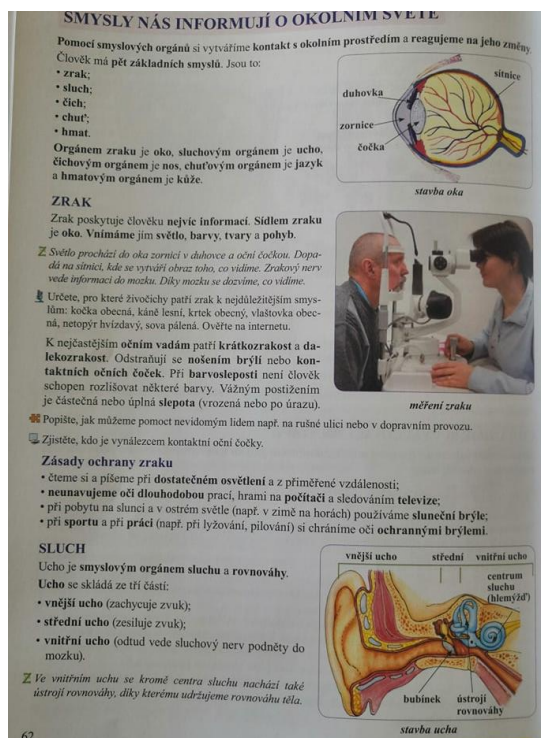 SMYSLY NÁS INFORMUJÍ O OKOLNÍM SVĚTĚ
Pomocí smyslových orgánů si vytváříme kontakt s okolním prostředím a reagujeme na jeho změny.
Člověk má pět základních smyslů. Jsou to:
• zrak;
• sluch;
• čich;
• chuť;
• hmat.
Orgánem zraku je oko, sluchovým orgánem je ucho,
čichovým orgánem je nos, chuťovým orgánem je jazyk
a hmatovým orgánem je kůže.
duhovka
zornice
čočka
sítnice
stavba oka
ZRAK
Zrak poskytuje člověku nejvíc informací. Sídlem zraku
je oko. Vnímáme jím světlo, barvy, tvary a pohyb.
Z Světlo prochází do oka zornicí v duhovce a oční čočkou. Dopa-
dá na sítnici, kde se vytváří obraz toho, co vidíme. Zrakový nerv
vede informaci do mozku. Díky mozku se dozvíme, co vidíme.
Určete, pro které živočichy patří zrak k nejdůležitějším smys-
lům: kočka obecná, káně lesní, krtek obecný, vlaštovka obec-
ná, netopýr hvízdavý, sova pálená. Ověřte na internetu.
K nejčastějším očním vadám patří krátkozrakost a da-
lekozrakost. Odstraňují se nošením brýlí nebo kon-
taktních očních čoček. Při barvosleposti není člověk
schopen rozlišovat některé barvy. Vážným postižením
je částečná nebo úplná slepota (vrozená nebo po úrazu).
měření zraku
Popište, jak můžeme pomoct nevidomým lidem např. na rušné ulici nebo v dopravním provozu.
Zjistěte, kdo je vynálezcem kontaktní oční čočky.
Zásady ochrany zraku
• čteme si a píšeme při dostatečném osvětlení a z přiměřené vzdálenosti;
• neunavujeme oči dlouhodobou prací, hrami na počítači a sledováním televize;
• při pobytu na slunci a v ostrém světle (např. v zimě na horách) používáme sluneční brýle;
• při sportu a při práci (např. při lyžování, pilování) si chráníme oči ochrannými brýlemi.
SLUCH
Ucho je smyslovým orgánem sluchu a rovnováhy.
Ucho se skládá ze tří částí:
• vnější ucho (zachycuje zvuk);
• střední ucho (zesiluje zvuk);
• vnitřní ucho (odtud vede sluchový nerv podněty do
mozku).
Z Ve vnitřním uchu se kromě centra sluchu nachází také
ústrojí rovnováhy, díky kterému udržujeme rovnováhu těla.
vnější ucho střední vnitřní ucho
centrum
sluchu
(hlemýžď)
bubínek
ústrojí
rovnováhy
stavba ucha
62